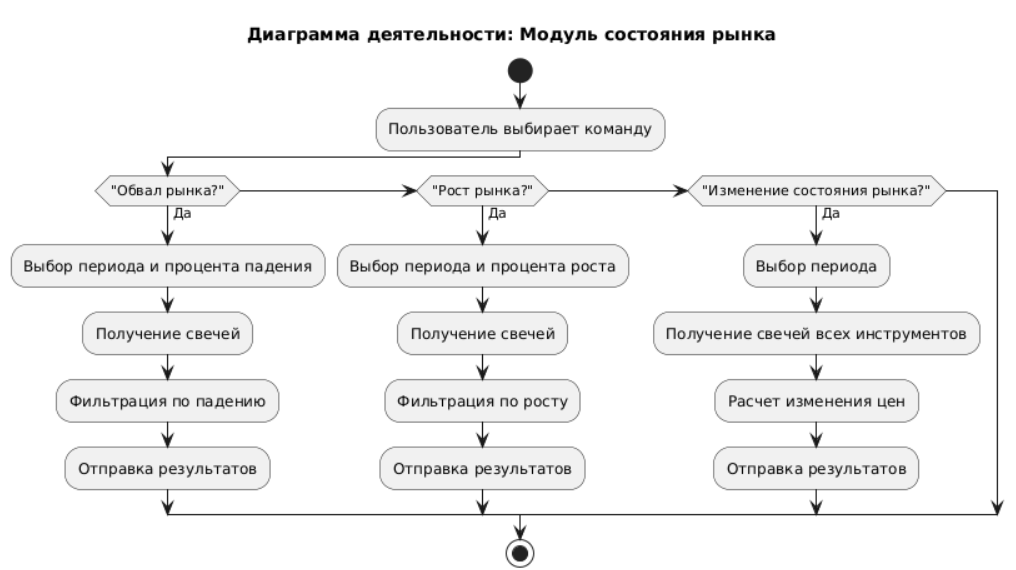 Диаграмма деятельности: Модуль состояния рынка
Пользователь выбирает команду
"Обвал рынка?"
"Рост рынка?"
"Изменение состояния рынка?"
Да
Да
Да
Выбор периода и процента падения
Выбор периода и процента роста
Выбор периода
Получение свечей
Получение свечей
Получение свечей всех инструментов
Фильтрация по падению
Фильтрация по росту
Расчет изменения цен
Отправка результатов
Отправка результатов
Отправка результатов